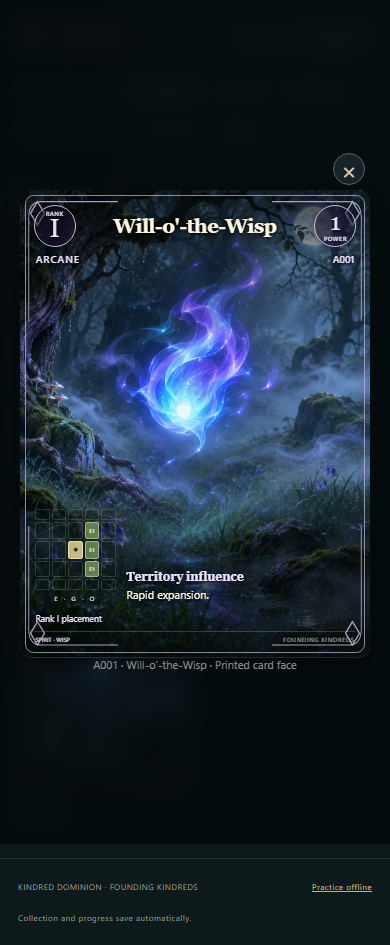 ×
RANK
I
Will-o'-the-Wisp
1
POWER
ARCANE
A001
E1
E1
E1
E · G · O
Territory influence
Rapid expansion.
Rank I placement
SPIRIT · WISP
FOUNDING KINDREDS
A001 · Will-o'-the-Wisp · Printed card face
KINDRED DOMINION · FOUNDING KINDREDS
Practice offline
Collection and progress save automatically.